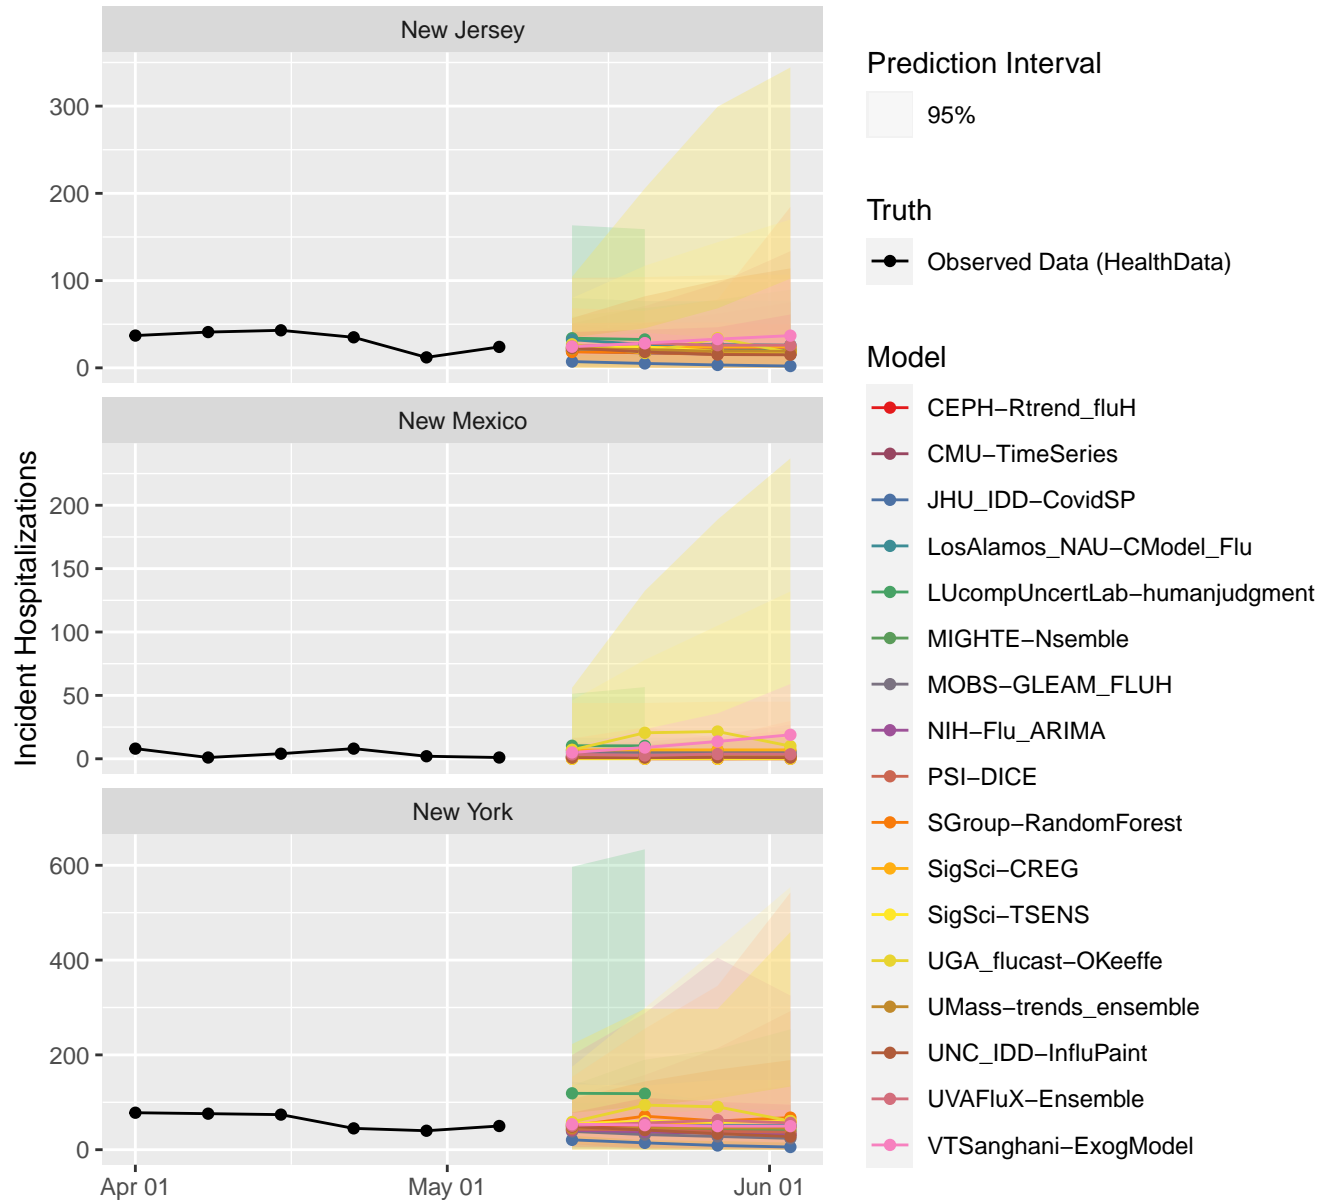 New Jersey
300
200
100
0
New Mexico
200
150
100
50
0
New York
600
400
200
0
Apr 01
May 01
Jun 01
Incident Hospitalizations
Prediction Interval
95%
Truth
Observed Data (HealthData)
Model
CEPH−Rtrend_fluH
CMU−TimeSeries
JHU_IDD−CovidSP
LosAlamos_NAU−CModel_Flu
LUcompUncertLab−humanjudgment
MIGHTE−Nsemble
MOBS−GLEAM_FLUH
NIH−Flu_ARIMA
PSI−DICE
SGroup−RandomForest
SigSci−CREG
SigSci−TSENS
UGA_flucast−OKeeffe
UMass−trends_ensemble
UNC_IDD−InfluPaint
UVAFluX−Ensemble
VTSanghani−ExogModel